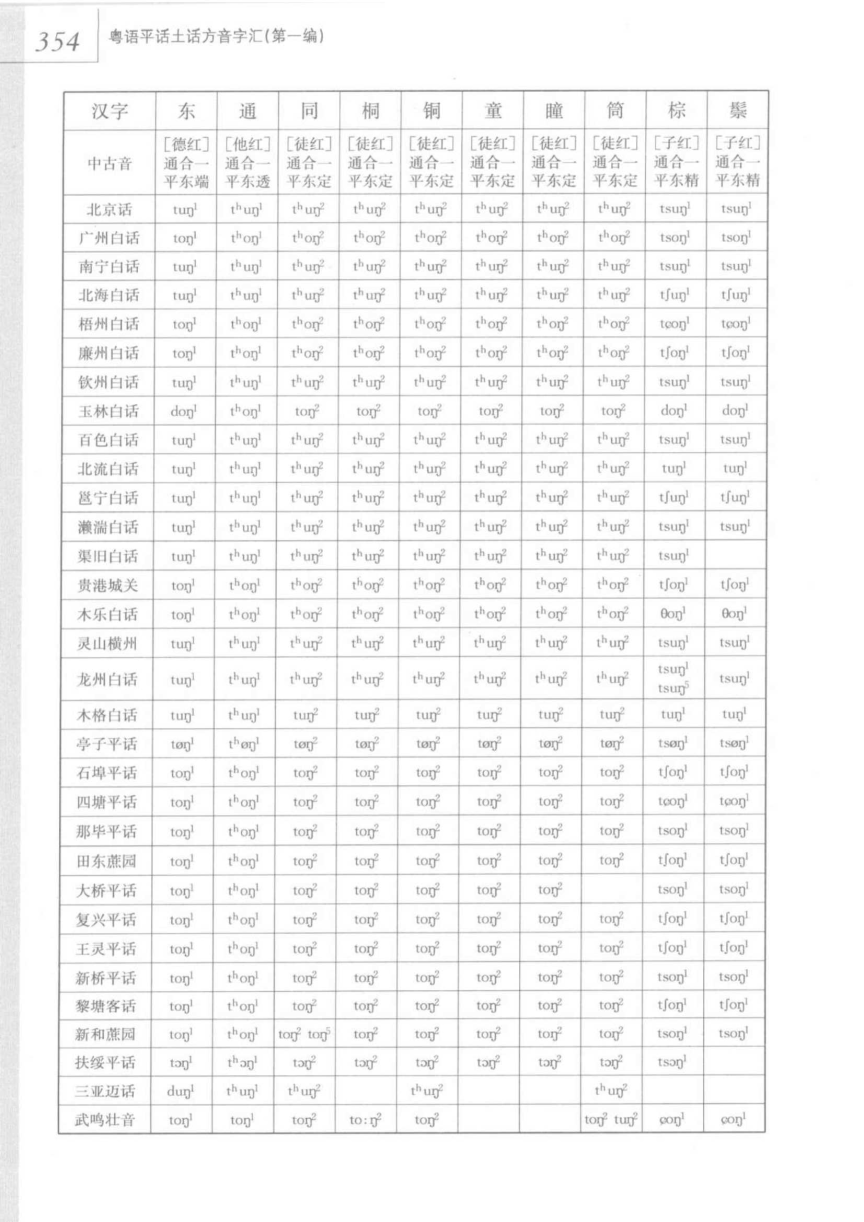 354 粤语平话土话方音字汇(第一编)
汉字 东 通 同 桐 铜 童 瞳 筒 棕 鬃
中古音 [德红]通合一平东端 [他红]通合一平东透 [徒红]通合一平东定 [徒红]通合一平东定 [徒红]通合一平东定 [徒红]通合一平东定 [徒红]通合一平东定 [徒红]通合一平东定 [子红]通合一平东精 [子红]通合一平东精
北京话 tuŋ¹ tʰuŋ¹ tʰuŋ² tʰuŋ² tʰuŋ² tʰuŋ² tʰuŋ² tʰuŋ² tsuŋ¹ tsuŋ¹
广州白话 toŋ¹ tʰoŋ¹ tʰoŋ² tʰoŋ² tʰoŋ² tʰoŋ² tʰoŋ² tʰoŋ² tsoŋ¹ tsoŋ¹
南宁白话 tuŋ¹ tʰuŋ¹ tʰuŋ² tʰuŋ² tʰuŋ² tʰuŋ² tʰuŋ² tʰuŋ² tsuŋ¹ tsuŋ¹
北海白话 tuŋ¹ tʰuŋ¹ tʰuŋ² tʰuŋ² tʰuŋ² tʰuŋ² tʰuŋ² tʰuŋ² tʃuŋ¹ tʃuŋ¹
梧州白话 toŋ¹ tʰoŋ¹ tʰoŋ² tʰoŋ² tʰoŋ² tʰoŋ² tʰoŋ² tʰoŋ² tɕoŋ¹ tɕoŋ¹
廉州白话 toŋ¹ tʰoŋ¹ tʰoŋ² tʰoŋ² tʰoŋ² tʰoŋ² tʰoŋ² tʰoŋ² tʃoŋ¹ tʃoŋ¹
钦州白话 tuŋ¹ tʰuŋ¹ tʰuŋ² tʰuŋ² tʰuŋ² tʰuŋ² tʰuŋ² tʰuŋ² tsuŋ¹ tsuŋ¹
玉林白话 doŋ¹ tʰoŋ¹ toŋ² toŋ² toŋ² toŋ² toŋ² toŋ² doŋ¹ doŋ¹
百色白话 tuŋ¹ tʰuŋ¹ tʰuŋ² tʰuŋ² tʰuŋ² tʰuŋ² tʰuŋ² tʰuŋ² tsuŋ¹ tsuŋ¹
北流白话 tuŋ¹ tʰuŋ¹ tʰuŋ² tʰuŋ² tʰuŋ² tʰuŋ² tʰuŋ² tʰuŋ² tuŋ¹ tuŋ¹
邕宁白话 tuŋ¹ tʰuŋ¹ tʰuŋ² tʰuŋ² tʰuŋ² tʰuŋ² tʰuŋ² tʰuŋ² tʃuŋ¹ tʃuŋ¹
濑湍白话 tuŋ¹ tʰuŋ¹ tʰuŋ² tʰuŋ² tʰuŋ² tʰuŋ² tʰuŋ² tʰuŋ² tsuŋ¹ tsuŋ¹
渠旧白话 tuŋ¹ tʰuŋ¹ tʰuŋ² tʰuŋ² tʰuŋ² tʰuŋ² tʰuŋ² tʰuŋ² tsuŋ¹
贵港城关 toŋ¹ tʰoŋ¹ tʰoŋ² tʰoŋ² tʰoŋ² tʰoŋ² tʰoŋ² tʰoŋ² tʃoŋ¹ tʃoŋ¹
木乐白话 toŋ¹ tʰoŋ¹ tʰoŋ² tʰoŋ² tʰoŋ² tʰoŋ² tʰoŋ² tʰoŋ² θoŋ¹ θoŋ¹
灵山横州 tuŋ¹ tʰuŋ¹ tʰuŋ² tʰuŋ² tʰuŋ² tʰuŋ² tʰuŋ² tʰuŋ² tsuŋ¹ tsuŋ¹
龙州白话 tuŋ¹ tʰuŋ¹ tʰuŋ² tʰuŋ² tʰuŋ² tʰuŋ² tʰuŋ² tʰuŋ² tsuŋ¹ tsuŋ⁵ tsuŋ¹
木格白话 tuŋ¹ tʰuŋ¹ tuŋ² tuŋ² tuŋ² tuŋ² tuŋ² tuŋ² tuŋ¹ tuŋ¹
亭子平话 tøŋ¹ tʰøŋ¹ tøŋ² tøŋ² tøŋ² tøŋ² tøŋ² tøŋ² tsøŋ¹ tsøŋ¹
石埠平话 toŋ¹ tʰoŋ¹ toŋ² toŋ² toŋ² toŋ² toŋ² toŋ² tʃoŋ¹ tʃoŋ¹
四塘平话 toŋ¹ tʰoŋ¹ toŋ² toŋ² toŋ² toŋ² toŋ² toŋ² tɕoŋ¹ tɕoŋ¹
那毕平话 toŋ¹ tʰoŋ¹ toŋ² toŋ² toŋ² toŋ² toŋ² toŋ² tsoŋ¹ tsoŋ¹
田东蔗园 toŋ¹ tʰoŋ¹ toŋ² toŋ² toŋ² toŋ² toŋ² toŋ² tʃoŋ¹ tʃoŋ¹
大桥平话 toŋ¹ tʰoŋ¹ toŋ² toŋ² toŋ² toŋ² toŋ² tsoŋ¹ tsoŋ¹
复兴平话 toŋ¹ tʰoŋ¹ toŋ² toŋ² toŋ² toŋ² toŋ² toŋ² tʃoŋ¹ tʃoŋ¹
王灵平话 toŋ¹ tʰoŋ¹ toŋ² toŋ² toŋ² toŋ² toŋ² toŋ² tʃoŋ¹ tʃoŋ¹
新桥平话 toŋ¹ tʰoŋ¹ toŋ² toŋ² toŋ² toŋ² toŋ² toŋ² tsoŋ¹ tsoŋ¹
黎塘客话 toŋ¹ tʰoŋ¹ toŋ² toŋ² toŋ² toŋ² toŋ² toŋ² tʃoŋ¹ tʃoŋ¹
新和蔗园 toŋ¹ tʰoŋ¹ toŋ² toŋ⁵ toŋ² toŋ² toŋ² toŋ² toŋ² tsoŋ¹ tsoŋ¹
扶绥平话 təŋ¹ tʰəŋ¹ təŋ² təŋ² təŋ² təŋ² təŋ² təŋ² tsəŋ¹
三亚迈话 duŋ¹ tʰuŋ¹ tʰuŋ² tʰuŋ² tʰuŋ²
武鸣壮音 toŋ¹ toŋ¹ toŋ² to:ŋ² toŋ² toŋ² tuŋ² ɕoŋ¹ ɕoŋ¹